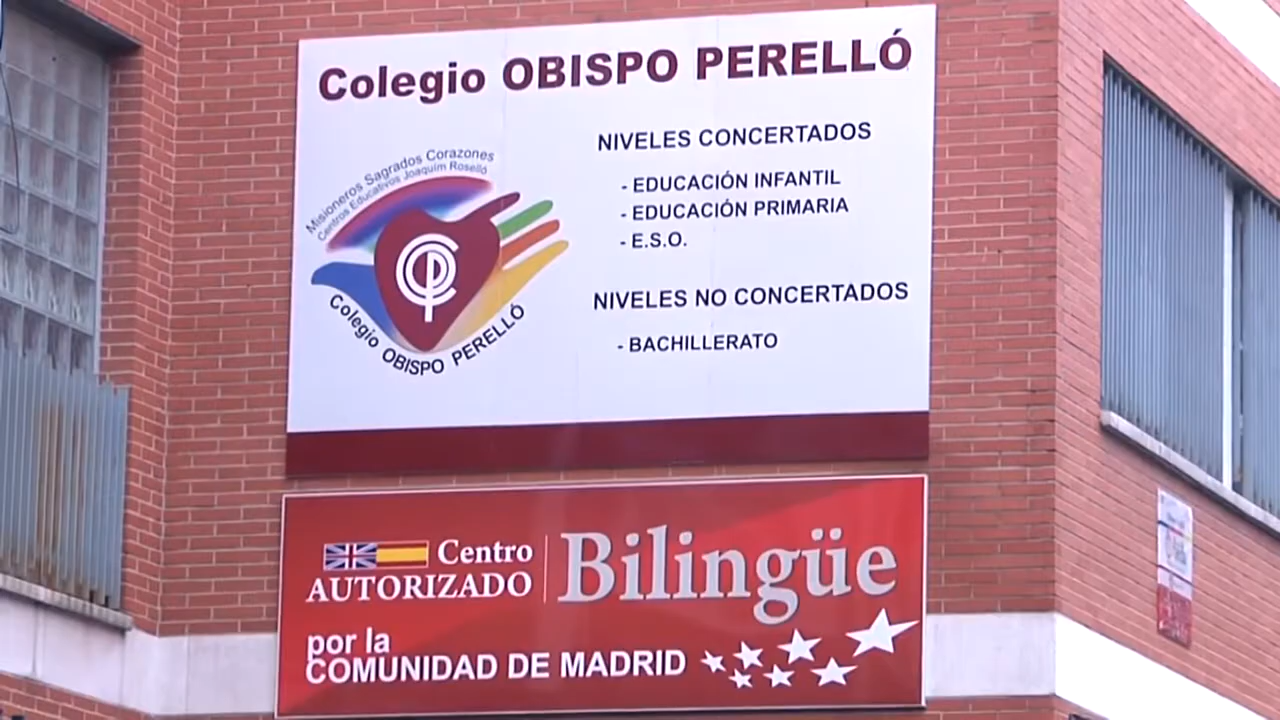 Colegio OBISPO PERELLÓ
Misioneros Sagrados Corazones
Centros Educativos Joaquim Roselló
Colegio OBISPO PERELLÓ
NIVELES CONCERTADOS
- EDUCACIÓN INFANTIL
- EDUCACIÓN PRIMARIA
- E.S.O.
NIVELES NO CONCERTADOS
- BACHILLERATO
Centro
AUTORIZADO
Bilingüe
por la
COMUNIDAD DE MADRID